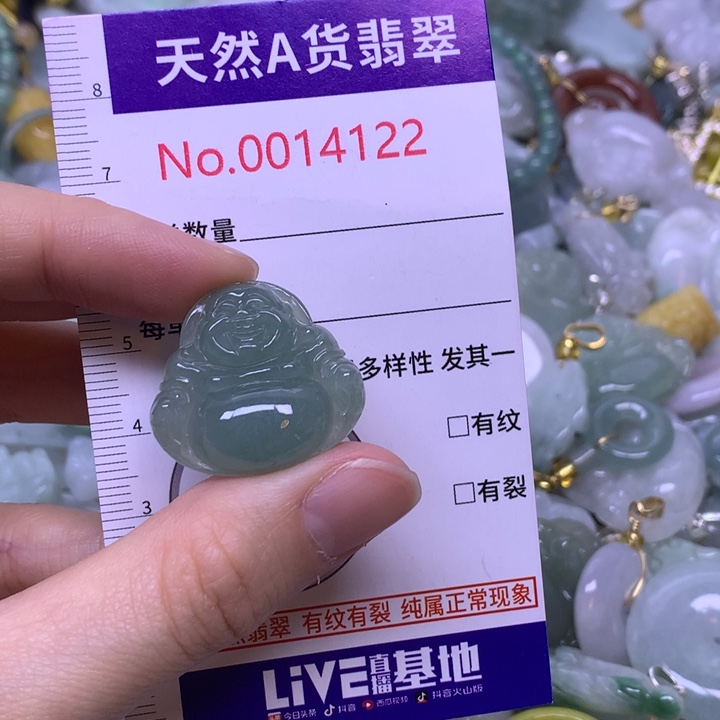 天然A货翡翠
8
No.0014122
7
数量
5
多样性 发其一
4
□有纹
3
□有裂
翡翠 有纹有裂 纯属正常现象
LiVE直播基地
今日头条 抖音 西瓜视频 抖音火山版